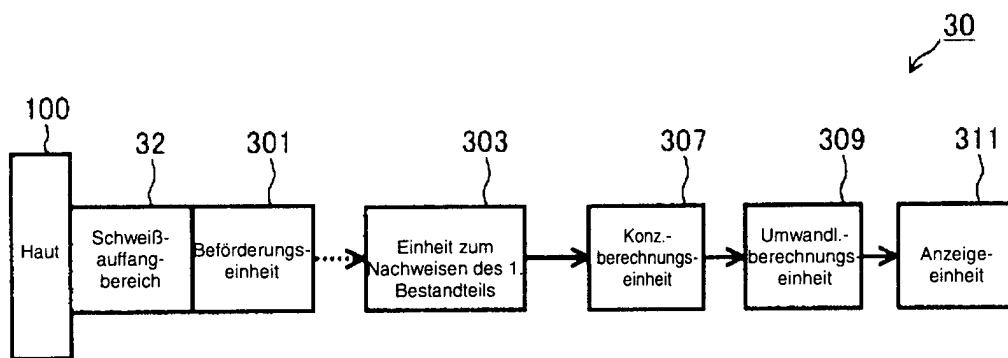 30
100
32
301
303
307
309
311
Haut
Schweiß-
auffang-
bereich
Beförderungs-
einheit
Einheit zum
Nachweisen des 1.
Bestandteils
Konz.-
berechnungs-
einheit
Umwandl.-
berechnungs-
einheit
Anzeige-
einheit